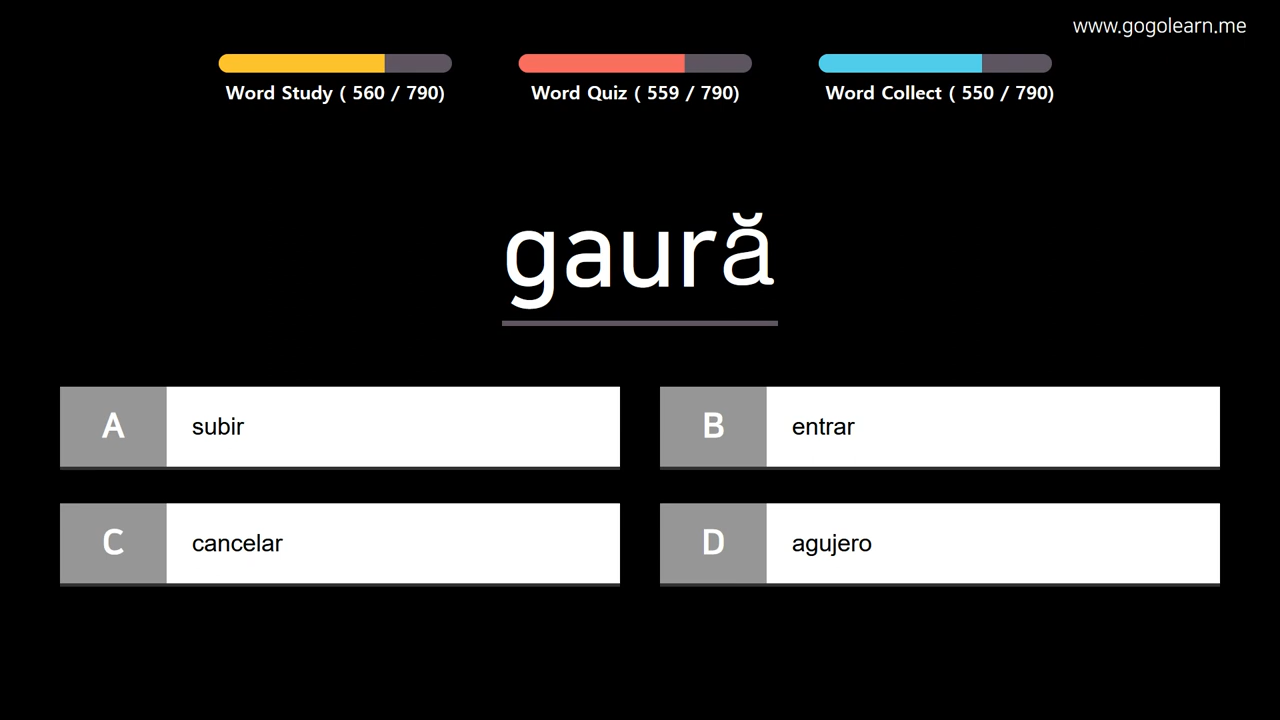 www.gogolearn.me
Word Study ( 560 / 790)
Word Quiz ( 559 / 790)
Word Collect ( 550 / 790)
gaură
A subir
B entrar
C cancelar
D agujero